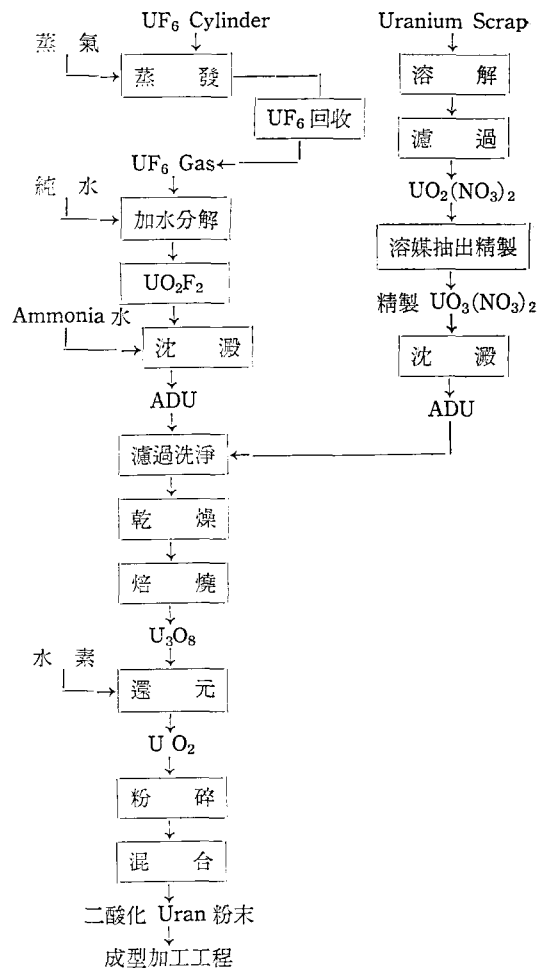 UF₆ Cylinder
蒸 氣
蒸 發
UF₆ 回收
UF₆ Gas
純 水
加水分解
UO₂F₂
Ammonia 水
沈 澱
ADU
濾過洗淨
乾 燥
焙 燒
U₃O₈
水 素
還 元
U O₂
粉 碎
混 合
二酸化 Uran 粉末
成型加工工程
Uranium Scrap
溶 解
濾 過
UO₂(NO₃)₂
溶媒抽出精製
精製 UO₃(NO₃)₂
沈 澱
ADU